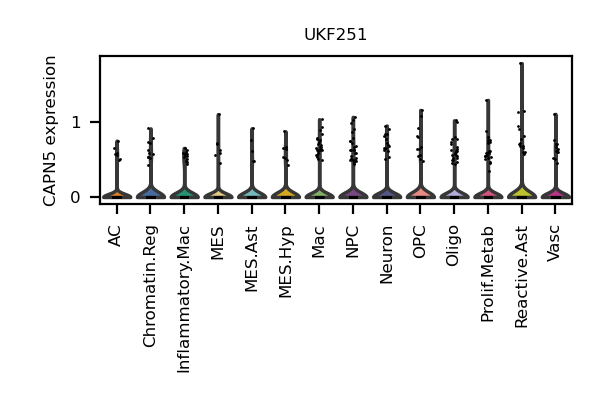 UKF251
CAPN5 expression
1
0
AC
Chromatin.Reg
Inflammatory.Mac
MES
MES.Ast
MES.Hyp
Mac
NPC
Neuron
OPC
Oligo
Prolif.Metab
Reactive.Ast
Vasc